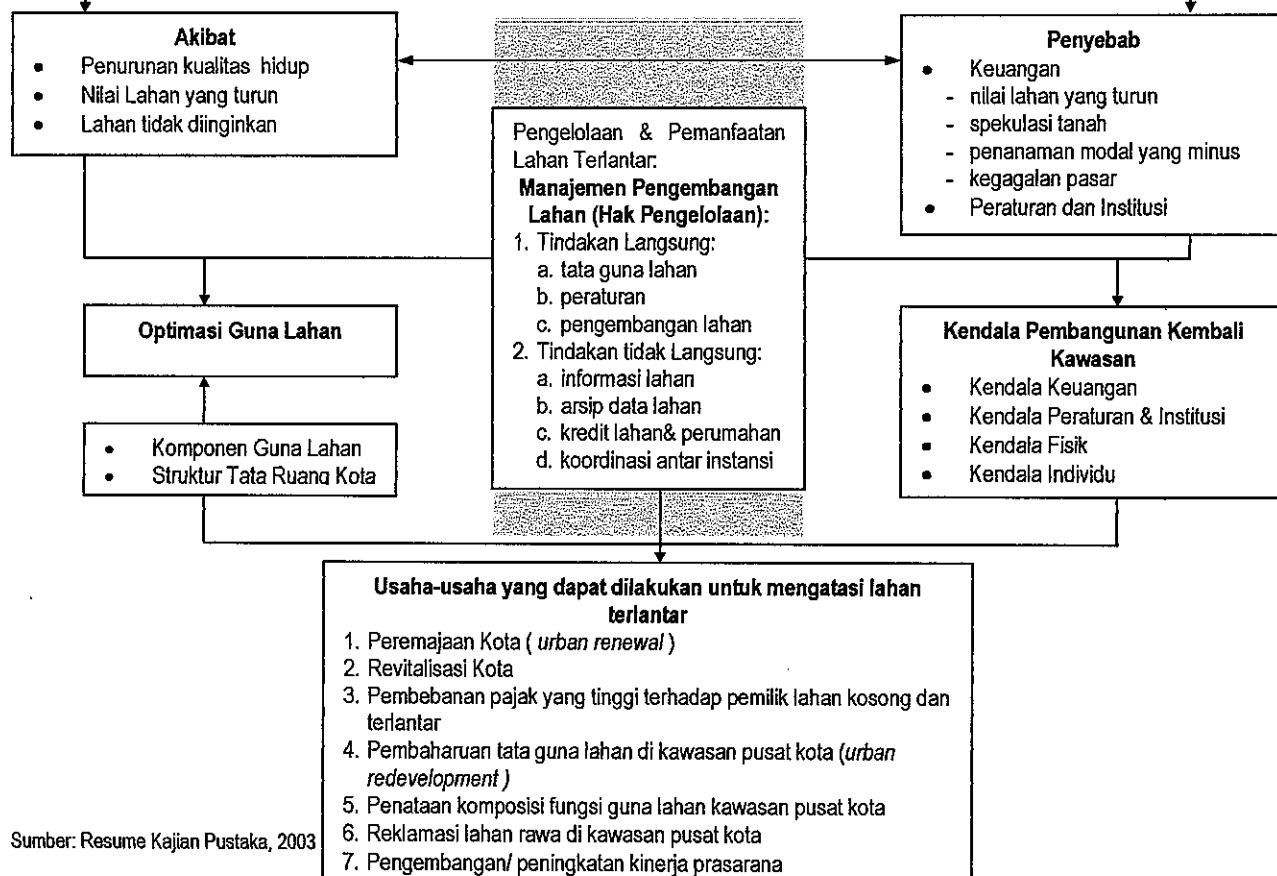 Akibat
• Penurunan kualitas hidup
• Nilai Lahan yang turun
• Lahan tidak diinginkan
Penyebab
• Keuangan
- nilai lahan yang turun
- spekulasi tanah
- penanaman modal yang minus
- kegagalan pasar
• Peraturan dan Institusi
Pengelolaan & Pemanfaatan
Lahan Terlantar:
Manajemen Pengembangan
Lahan (Hak Pengelolaan):
1. Tindakan Langsung:
a. tata guna lahan
b. peraturan
c. pengembangan lahan
2. Tindakan tidak Langsung:
a. informasi lahan
b. arsip data lahan
c. kredit lahan& perumahan
d. koordinasi antar instansi
Optimasi Guna Lahan
• Komponen Guna Lahan
• Struktur Tata Ruang Kota
Kendala Pembangunan Kembali
Kawasan
• Kendala Keuangan
• Kendala Peraturan & Institusi
• Kendala Fisik
• Kendala Individu
Usaha-usaha yang dapat dilakukan untuk mengatasi lahan
terlantar
1. Peremajaan Kota ( urban renewal )
2. Revitalisasi Kota
3. Pembebanan pajak yang tinggi terhadap pemilik lahan kosong dan
terlantar
4. Pembaharuan tata guna lahan di kawasan pusat kota (urban
redevelopment )
5. Penataan komposisi fungsi guna lahan kawasan pusat kota
6. Reklamasi lahan rawa di kawasan pusat kota
7. Pengembangan/ peningkatan kinerja prasarana
Sumber: Resume Kajian Pustaka, 2003